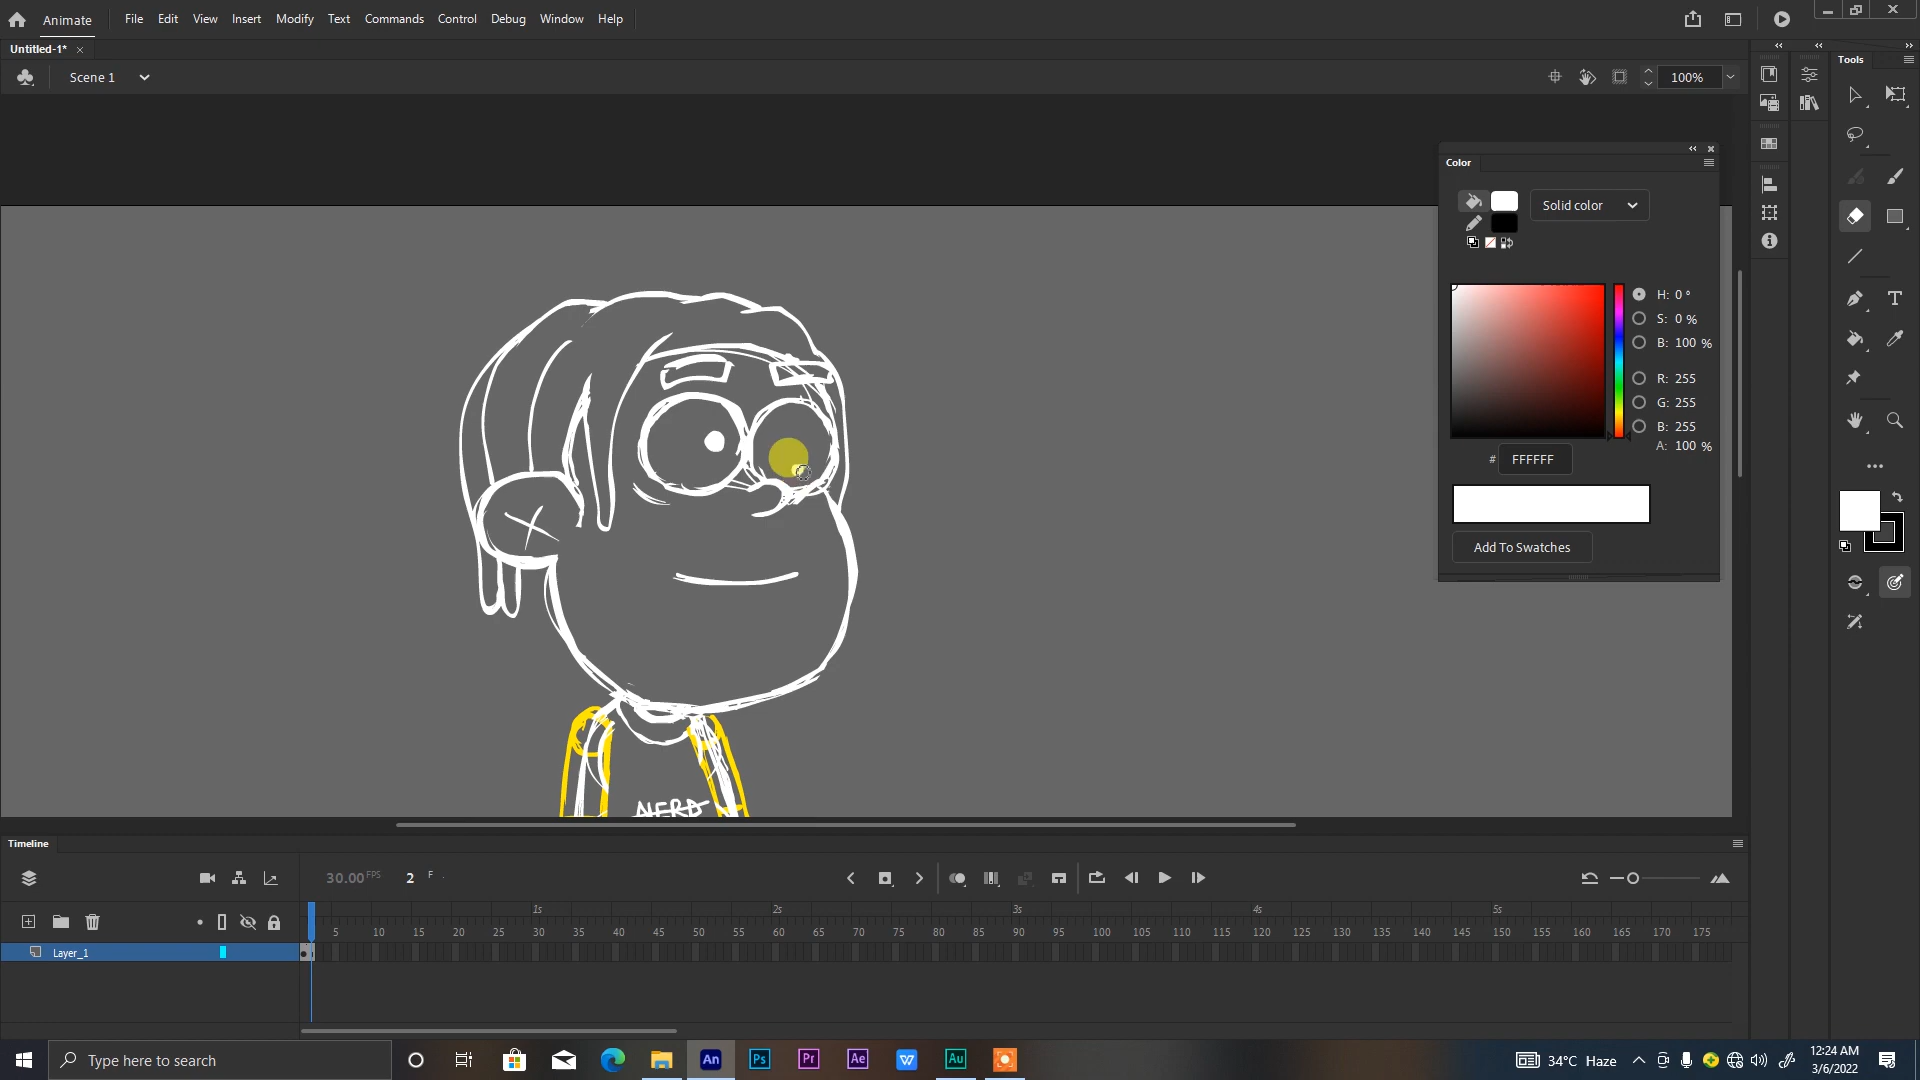 Animate
File Edit View Insert Modify Text Commands Control Debug Window Help
Untitled-1*
Scene 1
100%
Tools
Color
Solid color
H: 0 °
S: 0 %
B: 100 %
R: 255
G: 255
B: 255
A: 100 %
# FFFFFF
Add To Swatches
NERD
Timeline
30.00 FPS
2 F
1s 2s 3s 4s 5s
5 10 15 20 25 30 35 40 45 50 55 60 65 70 75 80 85 90 95 100 105 110 115 120 125 130 135 140 145 150 155 160 165 170 175
Layer_1
Type here to search
An Ps Pr Ae W Au
34°C Haze
12:24 AM
3/6/2022